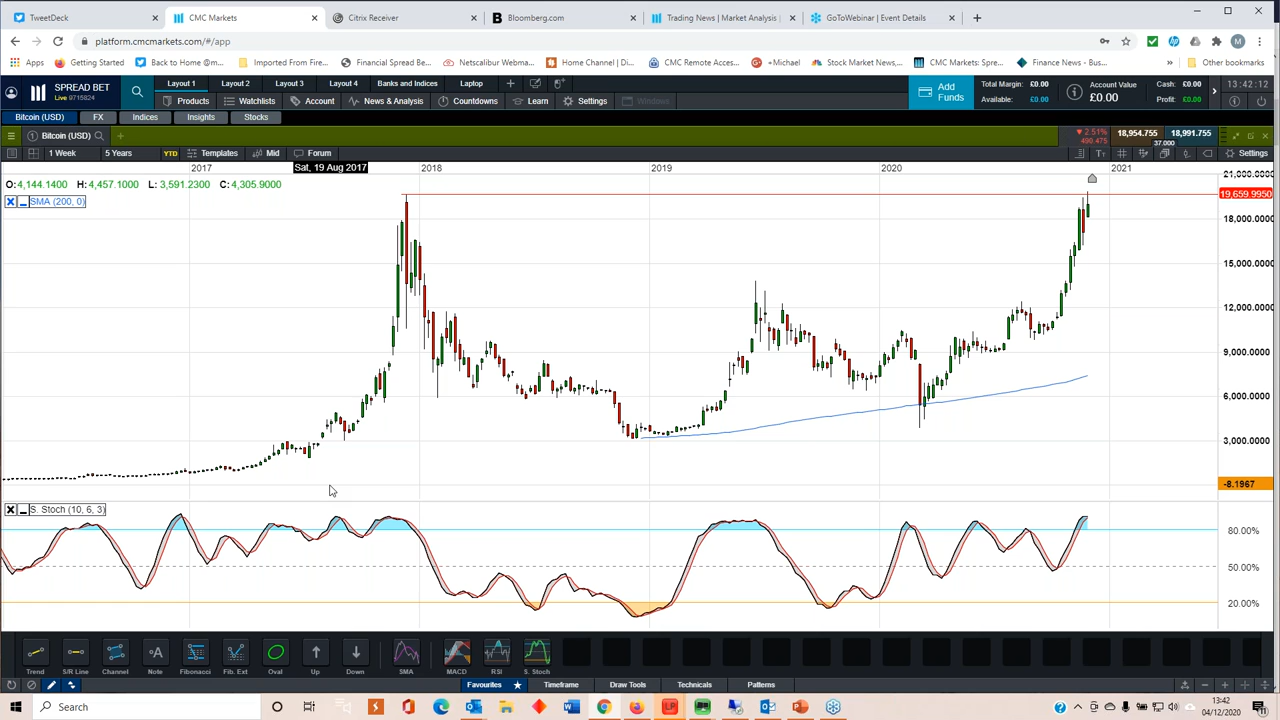 TweetDeck CMC Markets Citrix Receiver Bloomberg.com Trading News | Market Analysis GoToWebinar | Event Details
platform.cmcmarkets.com/#/app
Apps Getting Started Imported From Fire... Back to Home @m... Financial Spread Be... Netscalibur Webma... Home Channel | Di... CMC Remote Acces... +Michael Stock Market News,... CMC Markets: Spre... Finance News - Bus... Other bookmarks
SPREAD BET
Live 9715824
Layout 1 Layout 2 Layout 3 Layout 4 Banks and Indices Laptop
Products Watchlists Account News & Analysis Countdowns Learn Settings Windows
Add Funds
Total Margin: £0.00
Available: £0.00
Account Value
£0.00
Cash: £0.00
Profit: £0.00
13:42:12
Bitcoin (USD) FX Indices Insights Stocks
Bitcoin (USD)
2.51%
490.475
18,954.755 18,991.755
37.000
1 Week 5 Years YTD Templates Mid Forum Settings
2017 Sat, 19 Aug 2017 2018 2019 2020 2021
O:4,144.1400 H:4,457.1000 L:3,591.2300 C:4,305.9000
SMA (200, 0)
21,000.0000
19,659.9950
18,000.0000
15,000.0000
12,000.0000
9,000.0000
6,000.0000
3,000.0000
-8.1967
S. Stoch (10, 6, 3)
80.00%
50.00%
20.00%
Trend S/R Line Channel Note Fibonacci Fib. Ext Oval Up Down SMA MACD RSI S. Stoch
Favourites Timeframe Draw Tools Technicals Patterns
Search
13:42
04/12/2020